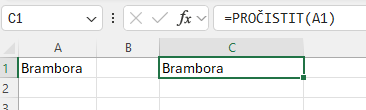 C1 fx =PROČISTIT(A1)
A B C
1 Brambora Brambora
2
3